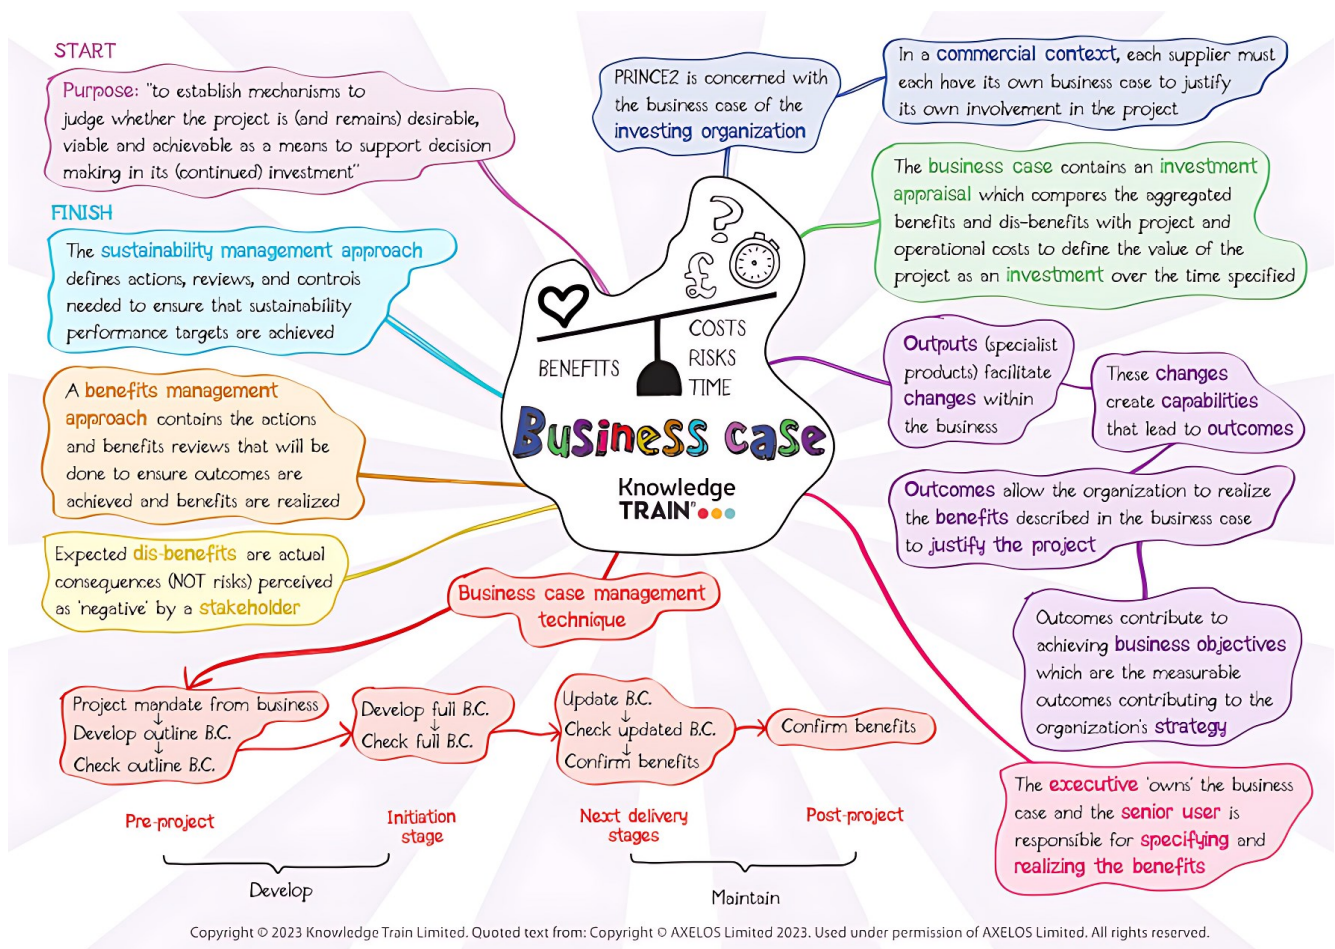 START
Purpose: "to establish mechanisms to
judge whether the project is (and remains) desirable,
viable and achievable as a means to support decision
making in its (continued) investment"
PRINCE2 is concerned with
the business case of the
investing organization
In a commercial context, each supplier must
each have its own business case to justify
its own involvement in the project
The business case contains an investment
appraisal which compares the aggregated
benefits and dis-benefits with project and
operational costs to define the value of the
project as an investment over the time specified
Outputs (specialist
products) facilitate
changes within
the business
These changes
create capabilities
that lead to outcomes
Outcomes allow the organization to realize
the benefits described in the business case
to justify the project
Outcomes contribute to
achieving business objectives
which are the measurable
outcomes contributing to the
organization's strategy
The executive 'owns' the business
case and the senior user is
responsible for specifying and
realizing the benefits
?
£
BENEFITS
COSTS
RISKS
TIME
Business case
Knowledge
TRAIN
Business case management
technique
Project mandate from business
↓
Develop outline B.C.
↓
Check outline B.C.
Pre-project
Develop full B.C.
↓
Check full B.C.
Initiation
stage
Update B.C.
↓
Check updated B.C.
↓
Confirm benefits
Next delivery
stages
Confirm benefits
Post-project
Develop
Maintain
Expected dis-benefits are actual
consequences (NOT risks) perceived
as 'negative' by a stakeholder
A benefits management
approach contains the actions
and benefits reviews that will be
done to ensure outcomes are
achieved and benefits are realized
FINISH
The sustainability management approach
defines actions, reviews, and controls
needed to ensure that sustainability
performance targets are achieved
Copyright © 2023 Knowledge Train Limited. Quoted text from: Copyright © AXELOS Limited 2023. Used under permission of AXELOS Limited. All rights reserved.